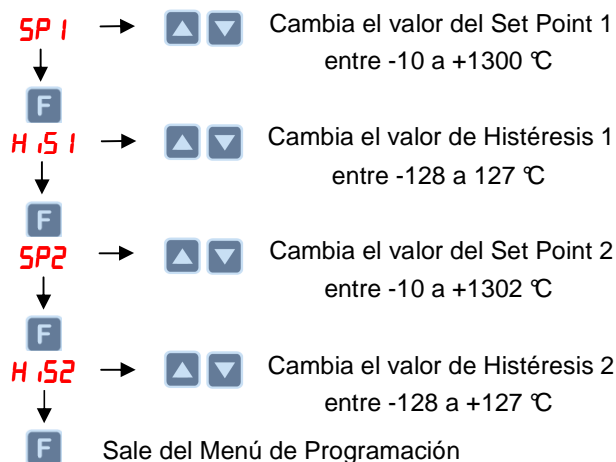 SP1 Cambia el valor del Set Point 1
entre -10 a +1300 ℃
F
HiS1 Cambia el valor de Histéresis 1
entre -128 a 127 ℃
F
SP2 Cambia el valor del Set Point 2
entre -10 a +1302 ℃
F
HiS2 Cambia el valor de Histéresis 2
entre -128 a +127 ℃
F Sale del Menú de Programación